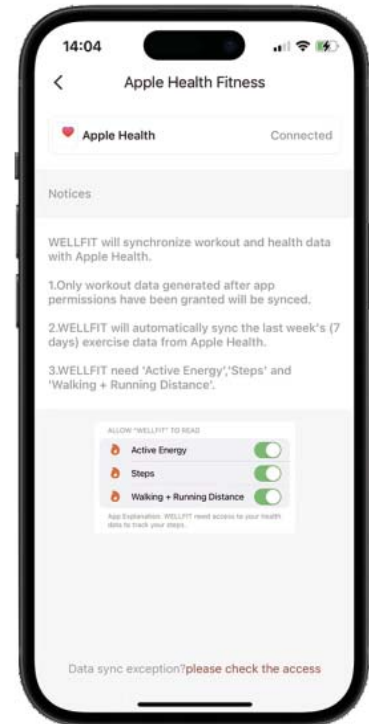 14:04
Apple Health Fitness
Apple Health
Connected
Notices
WELLFIT will synchronize workout and health data
with Apple Health.
1.Only workout data generated after app
permissions have been granted will be synced.
2.WELLFIT will automatically sync the last week's (7
days) exercise data from Apple Health.
3.WELLFIT need 'Active Energy','Steps' and
'Walking + Running Distance'.
ALLOW "WELLFIT" TO READ
Active Energy
Steps
Walking + Running Distance
App Explanation: WELLFIT need access to your health
data to track your steps.
Data sync exception?please check the access